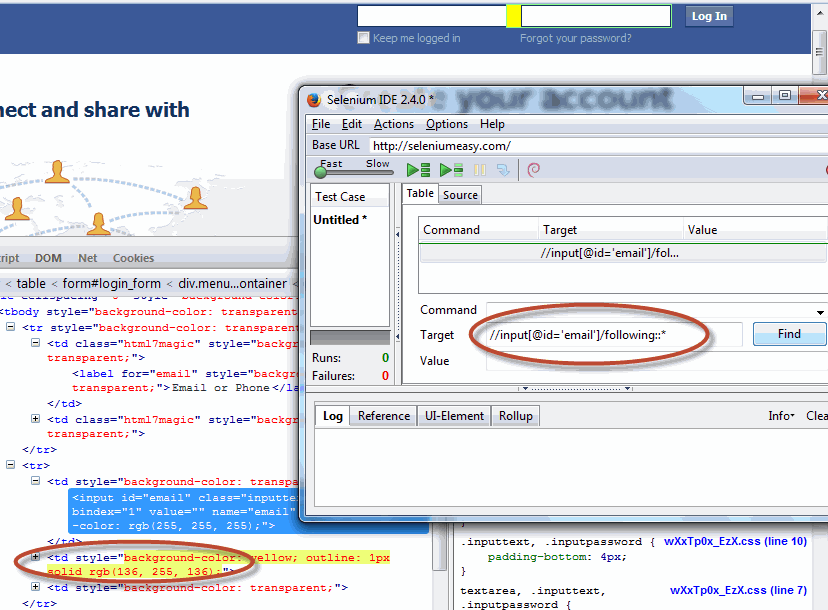 Log In
Keep me logged in
Forgot your password?
nect and share with
your account
Selenium IDE 2.4.0 *
File Edit Actions Options Help
Base URL http://seleniumeasy.com/
Fast Slow
Test Case
Untitled *
Table Source
Command Target Value
//input[@id='email']/fol...
Command
Target //input[@id='email']/following::* Find
Value
Runs: 0
Failures: 0
Log Reference UI-Element Rollup Info
ript DOM Net Cookies
< table < form#login_form < div.menu...ontainer <
<tbody style="background-color: transparent
<tr style="background-color: transparent
<td class="html7magic" style="backg
transparent;">
<label for="email" style="backg
transparent;">Email or Phone</la
</td>
<td class="html7magic" style="backg
transparent;">
</tr>
<tr>
<td style="background-color: transpa
<input id="email" class="inputtex
bindex="1" value="" name="email"
-color: rgb(255, 255, 255);">
</td>
<td style="background-color: yellow; outline: 1px
solid rgb(136, 255, 136);">
<td style="background-color: transparent;">
</tr>
.inputtext, .inputpassword { wXxTp0x_EzX.css (line 10)
padding-bottom: 4px;
}
textarea, .inputtext, wXxTp0x_EzX.css (line 7)
.inputpassword {